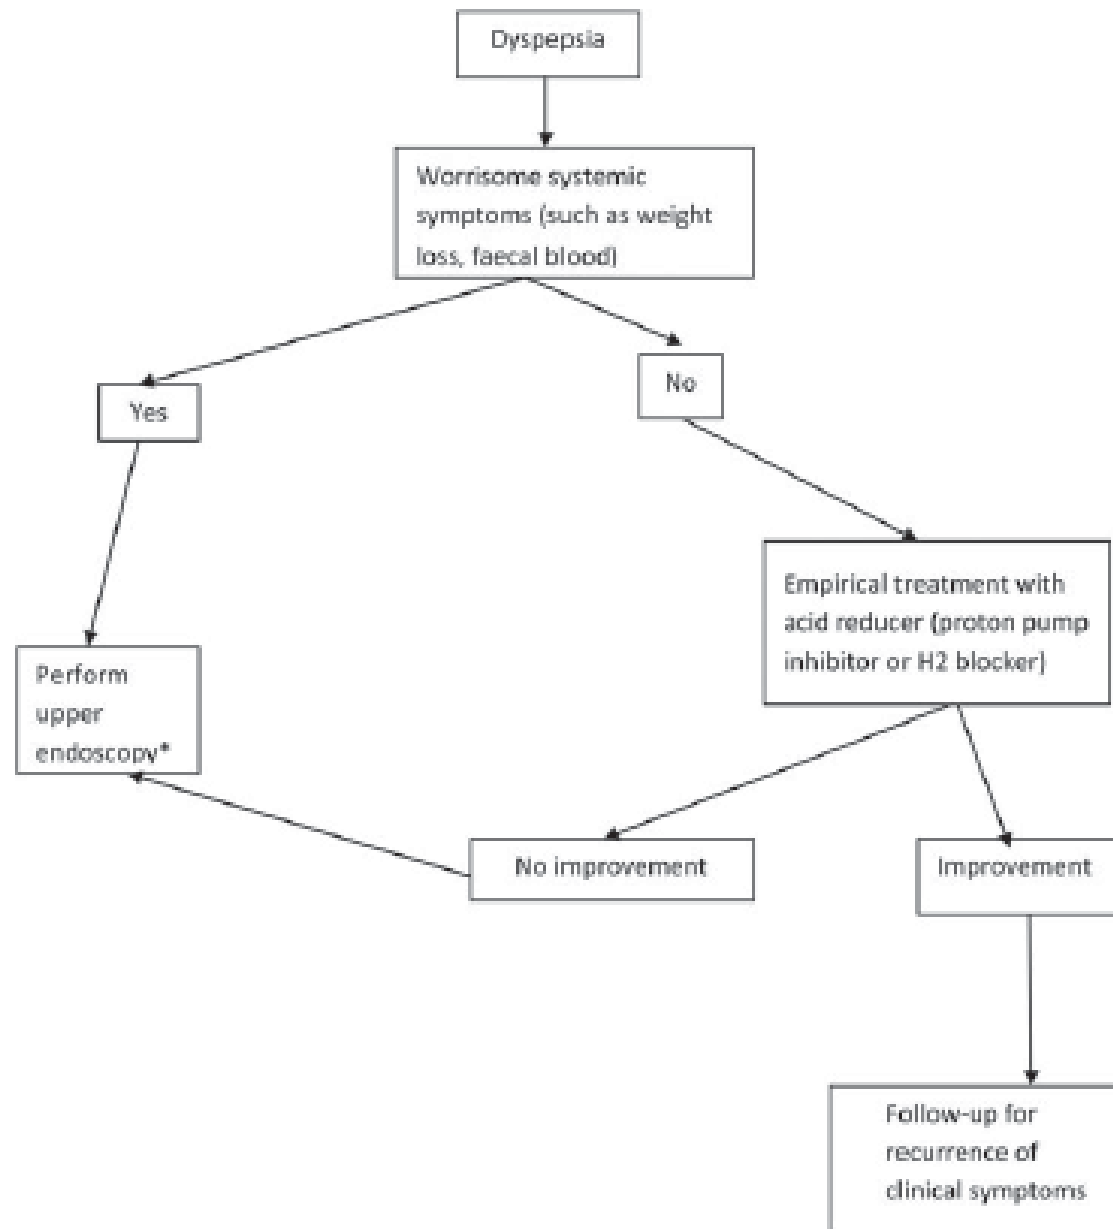 Dyspepsia
Worrisome systemic
symptoms (such as weight
loss, faecal blood)
Yes
No
Empirical treatment with
acid reducer (proton pump
inhibitor or H2 blocker)
Perform
upper
endoscopy*
No improvement
Improvement
Follow-up for
recurrence of
clinical symptoms